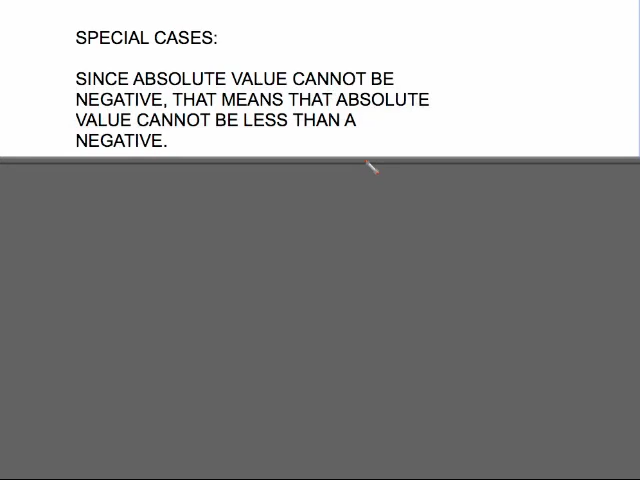 SPECIAL CASES:
SINCE ABSOLUTE VALUE CANNOT BE
NEGATIVE, THAT MEANS THAT ABSOLUTE
VALUE CANNOT BE LESS THAN A
NEGATIVE.